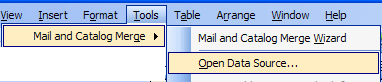 View Insert Format Tools Table Arrange Window Help
Mail and Catalog Merge Mail and Catalog Merge Wizard
Open Data Source...